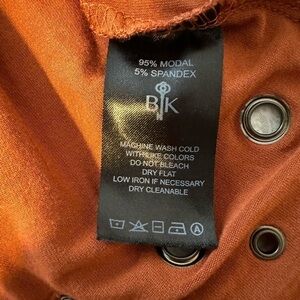 95% MODAL
5% SPANDEX
BK
MACHINE WASH COLD
WITH LIKE COLORS
DO NOT BLEACH
DRY FLAT
LOW IRON IF NECESSARY
DRY CLEANABLE
A